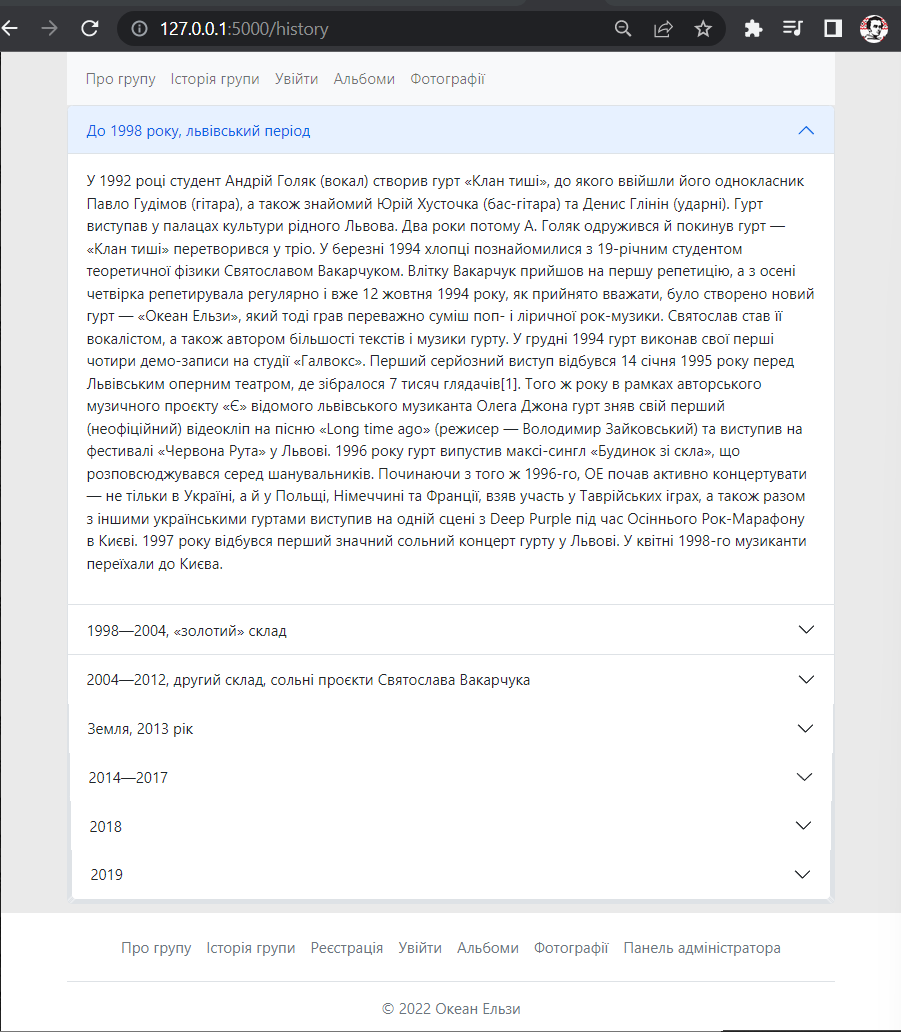 127.0.0.1:5000/history
Про групу Історія групи Увійти Альбоми Фотографії
До 1998 року, львівський період
У 1992 році студент Андрій Голяк (вокал) створив гурт «Клан тиші», до якого ввійшли його однокласник
Павло Гудімов (гітара), а також знайомий Юрій Хусточка (бас-гітара) та Денис Глінін (ударні). Гурт
виступав у палацах культури рідного Львова. Два роки потому А. Голяк одружився й покинув гурт —
«Клан тиші» перетворився у тріо. У березні 1994 хлопці познайомилися з 19-річним студентом
теоретичної фізики Святославом Вакарчуком. Влітку Вакарчук прийшов на першу репетицію, а з осені
четвірка репетирувала регулярно і вже 12 жовтня 1994 року, як прийнято вважати, було створено новий
гурт — «Океан Ельзи», який тоді грав переважно суміш поп- і ліричної рок-музики. Святослав став її
вокалістом, а також автором більшості текстів і музики гурту. У грудні 1994 гурт виконав свої перші
чотири демо-записи на студії «Галвокс». Перший серйозний виступ відбувся 14 січня 1995 року перед
Львівським оперним театром, де зібралося 7 тисяч глядачів[1]. Того ж року в рамках авторського
музичного проєкту «Є» відомого львівського музиканта Олега Джона гурт зняв свій перший
(неофіційний) відеокліп на пісню «Long time ago» (режисер — Володимир Зайковський) та виступив на
фестивалі «Червона Рута» у Львові. 1996 року гурт випустив максі-сингл «Будинок зі скла», що
розповсюджувався серед шанувальників. Починаючи з того ж 1996-го, ОЕ почав активно концертувати
— не тільки в Україні, а й у Польщі, Німеччині та Франції, взяв участь у Таврійських іграх, а також разом
з іншими українськими гуртами виступив на одній сцені з Deep Purple під час Осіннього Рок-Марафону
в Києві. 1997 року відбувся перший значний сольний концерт гурту у Львові. У квітні 1998-го музиканти
переїхали до Києва.
1998—2004, «золотий» склад
2004—2012, другий склад, сольні проєкти Святослава Вакарчука
Земля, 2013 рік
2014—2017
2018
2019
Про групу Історія групи Реєстрація Увійти Альбоми Фотографії Панель адміністратора
© 2022 Океан Ельзи